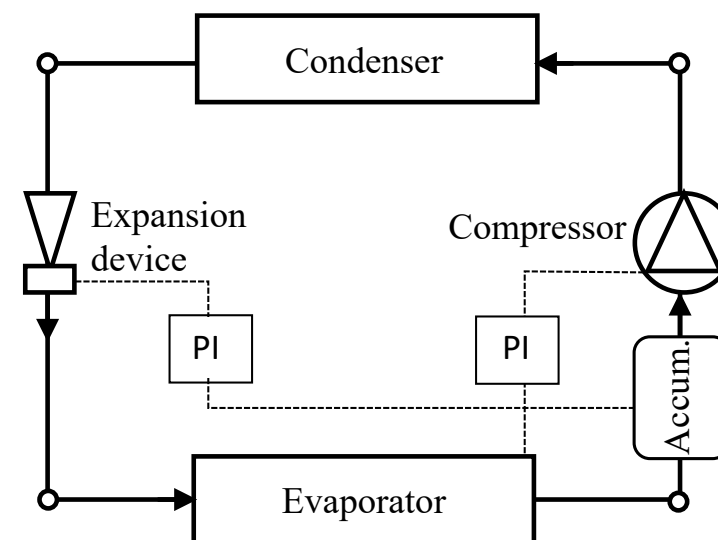 Condenser
Expansion
device
Compressor
PI
PI
Accum.
Evaporator